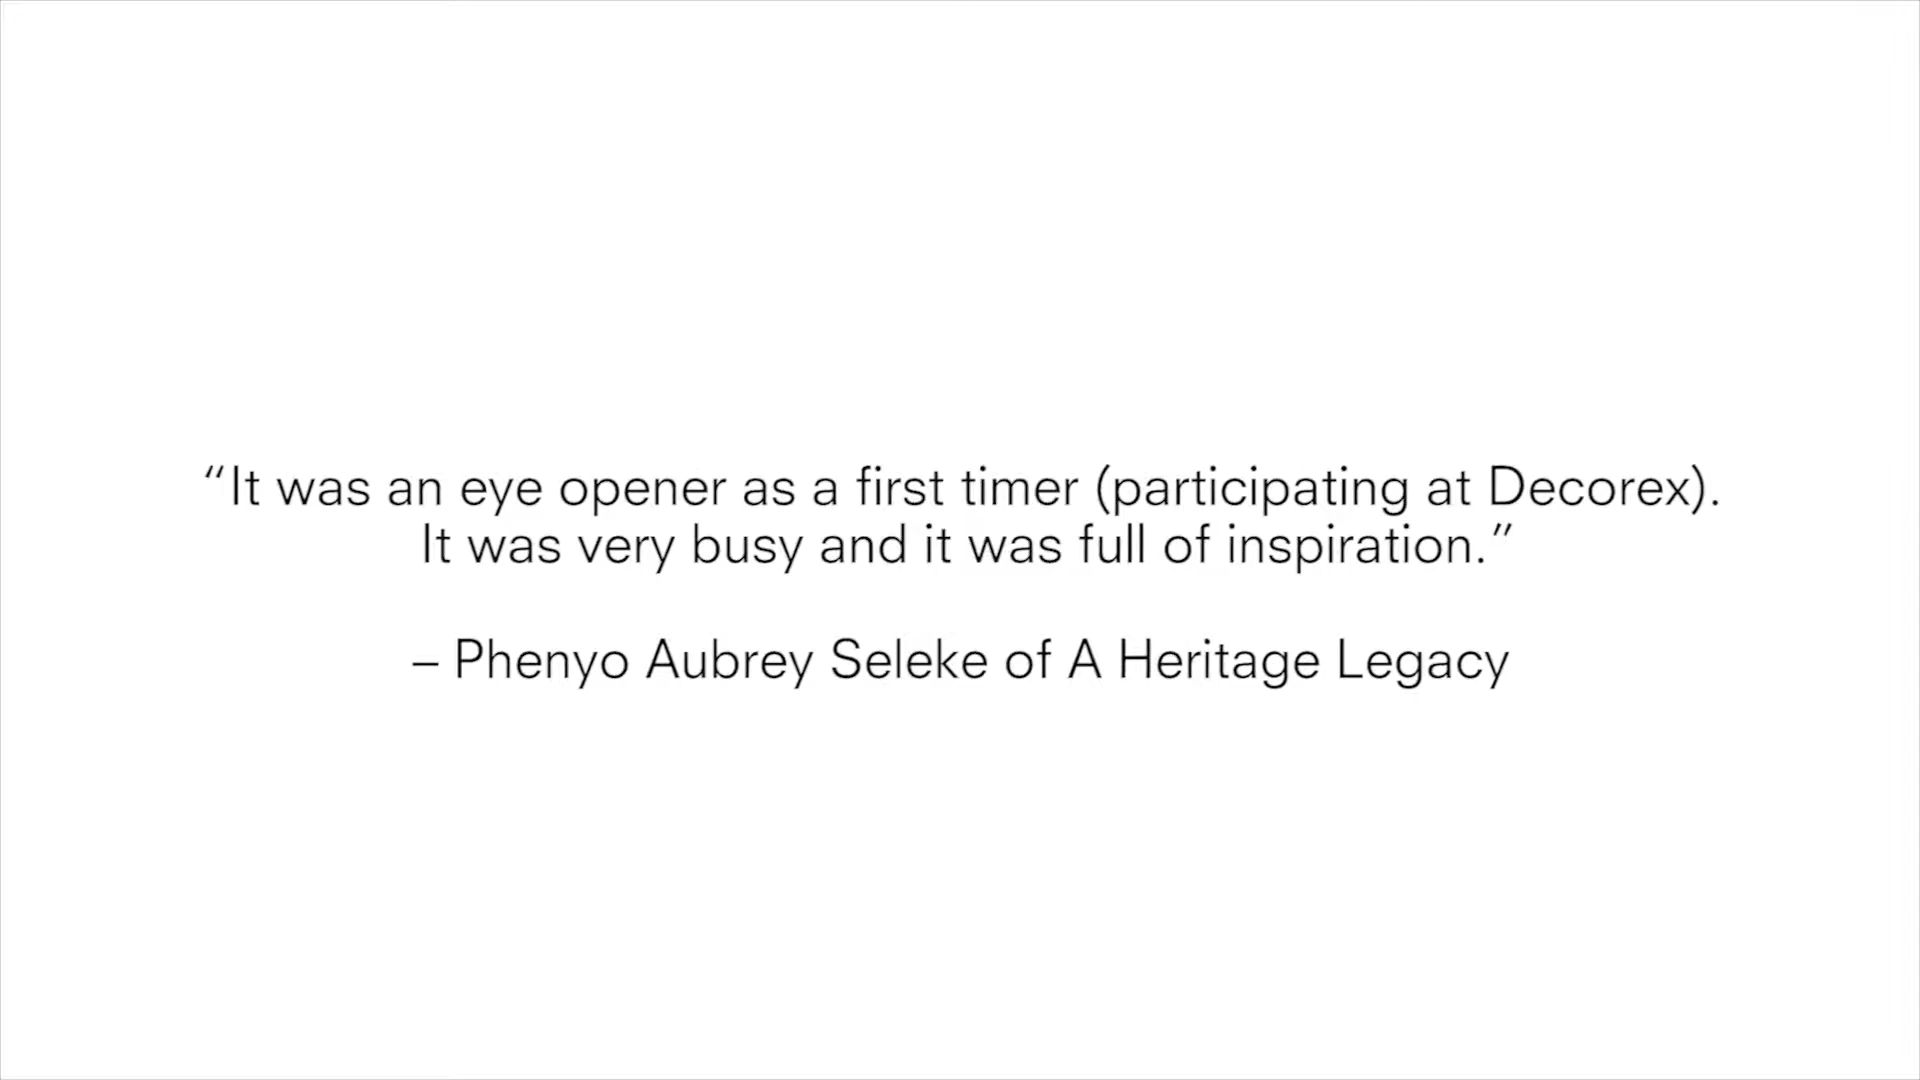 “It was an eye opener as a first timer (participating at Decorex).
It was very busy and it was full of inspiration.”
– Phenyo Aubrey Seleke of A Heritage Legacy